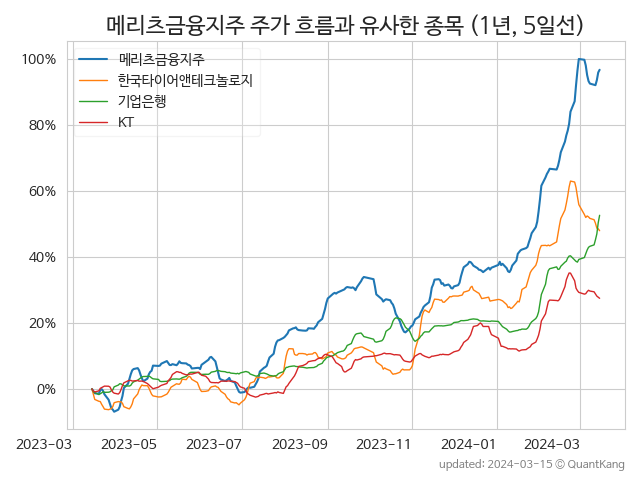 메리츠금융지주 주가 흐름과 유사한 종목 (1년, 5일선)
메리츠금융지주
한국타이어앤테크놀로지
기업은행
KT
100%
80%
60%
40%
20%
0%
2023-03
2023-05
2023-07
2023-09
2023-11
2024-01
2024-03
updated: 2024-03-15 © QuantKang